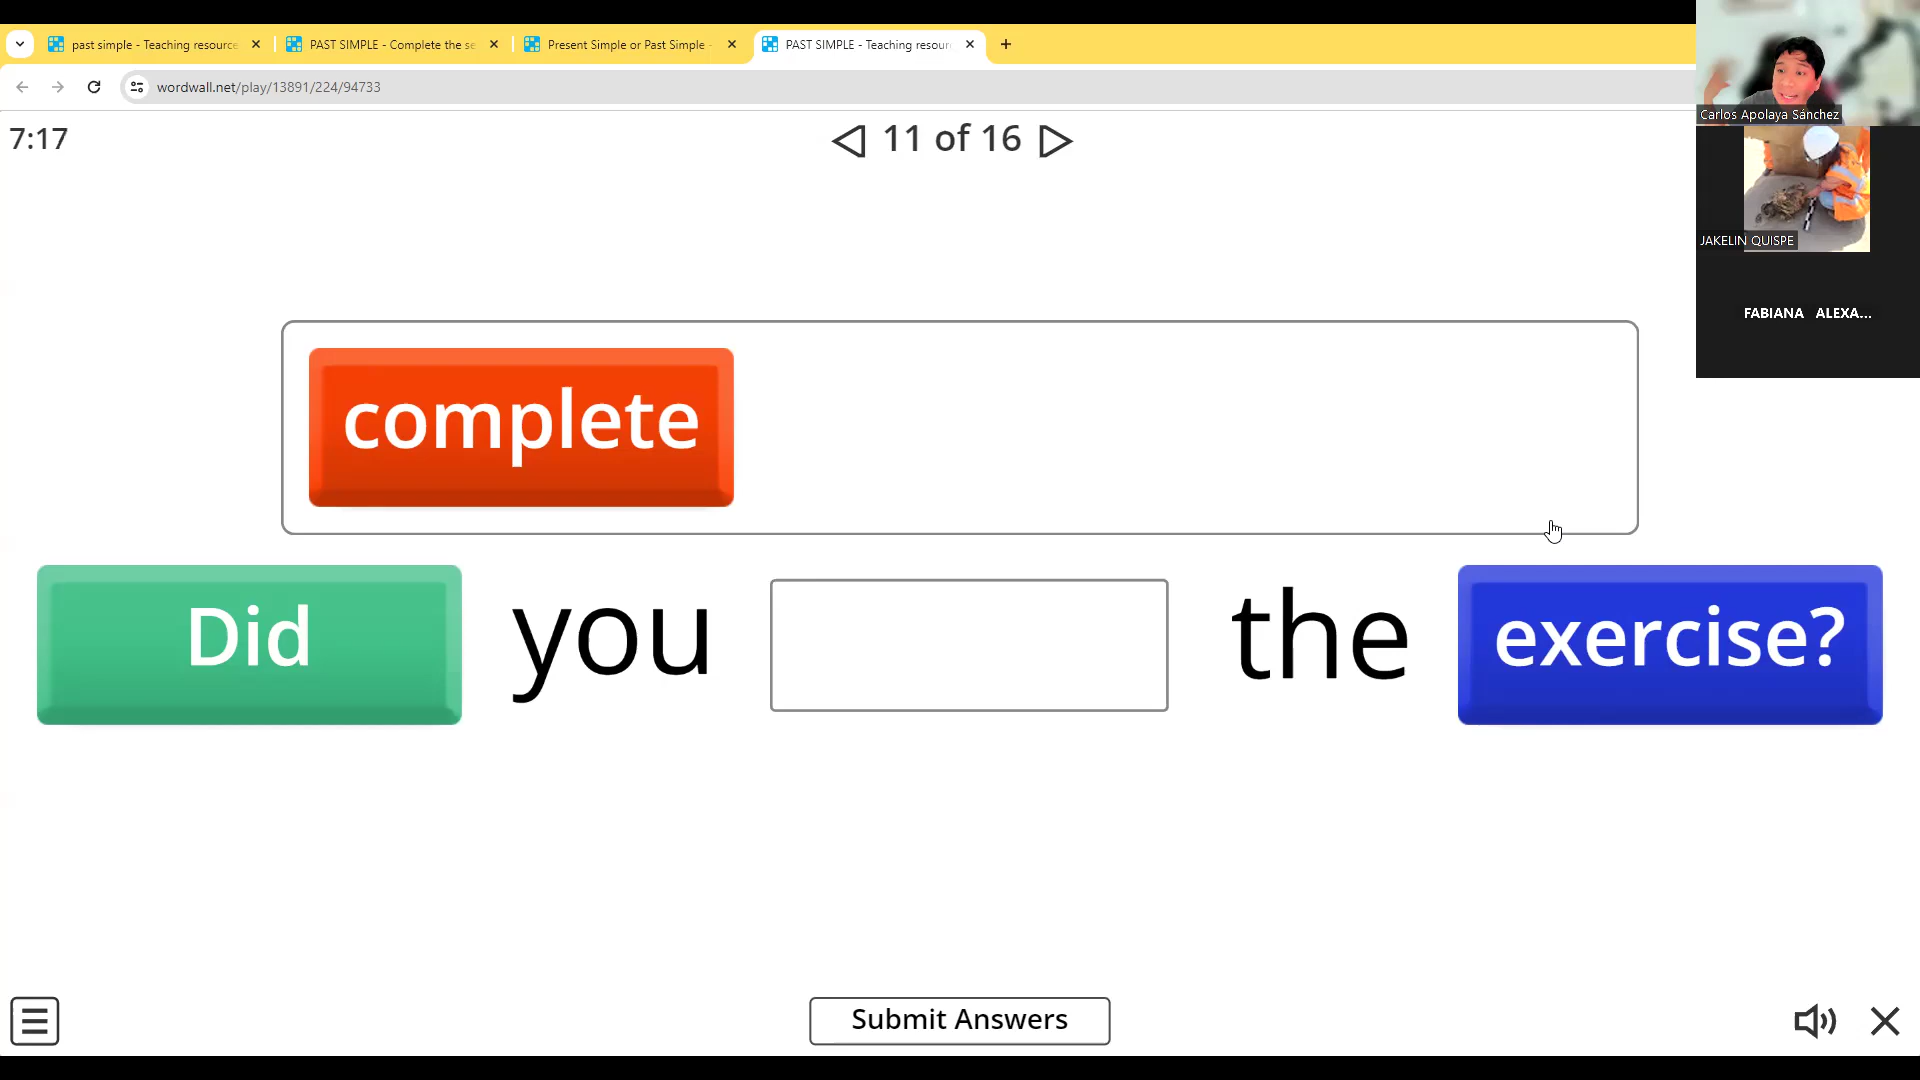 past simple - Teaching resource
PAST SIMPLE - Complete the se
Present Simple or Past Simple -
PAST SIMPLE - Teaching resour
wordwall.net/play/13891/224/94733
7:17
11 of 16
Carlos Apolaya Sánchez
JAKELIN QUISPE
FABIANA ALEXA...
complete
Did you the exercise?
Submit Answers